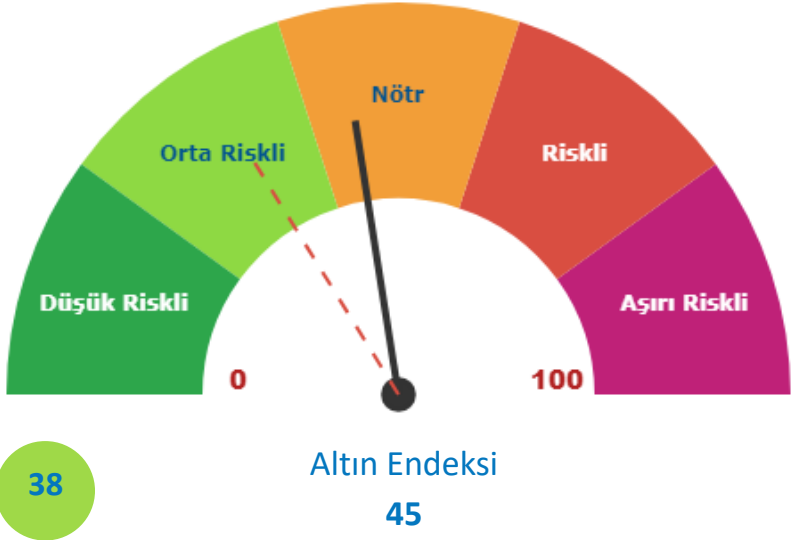 Nötr
Orta Riskli
Riskli
Düşük Riskli
Aşırı Riskli
0
100
Altın Endeksi
38
45